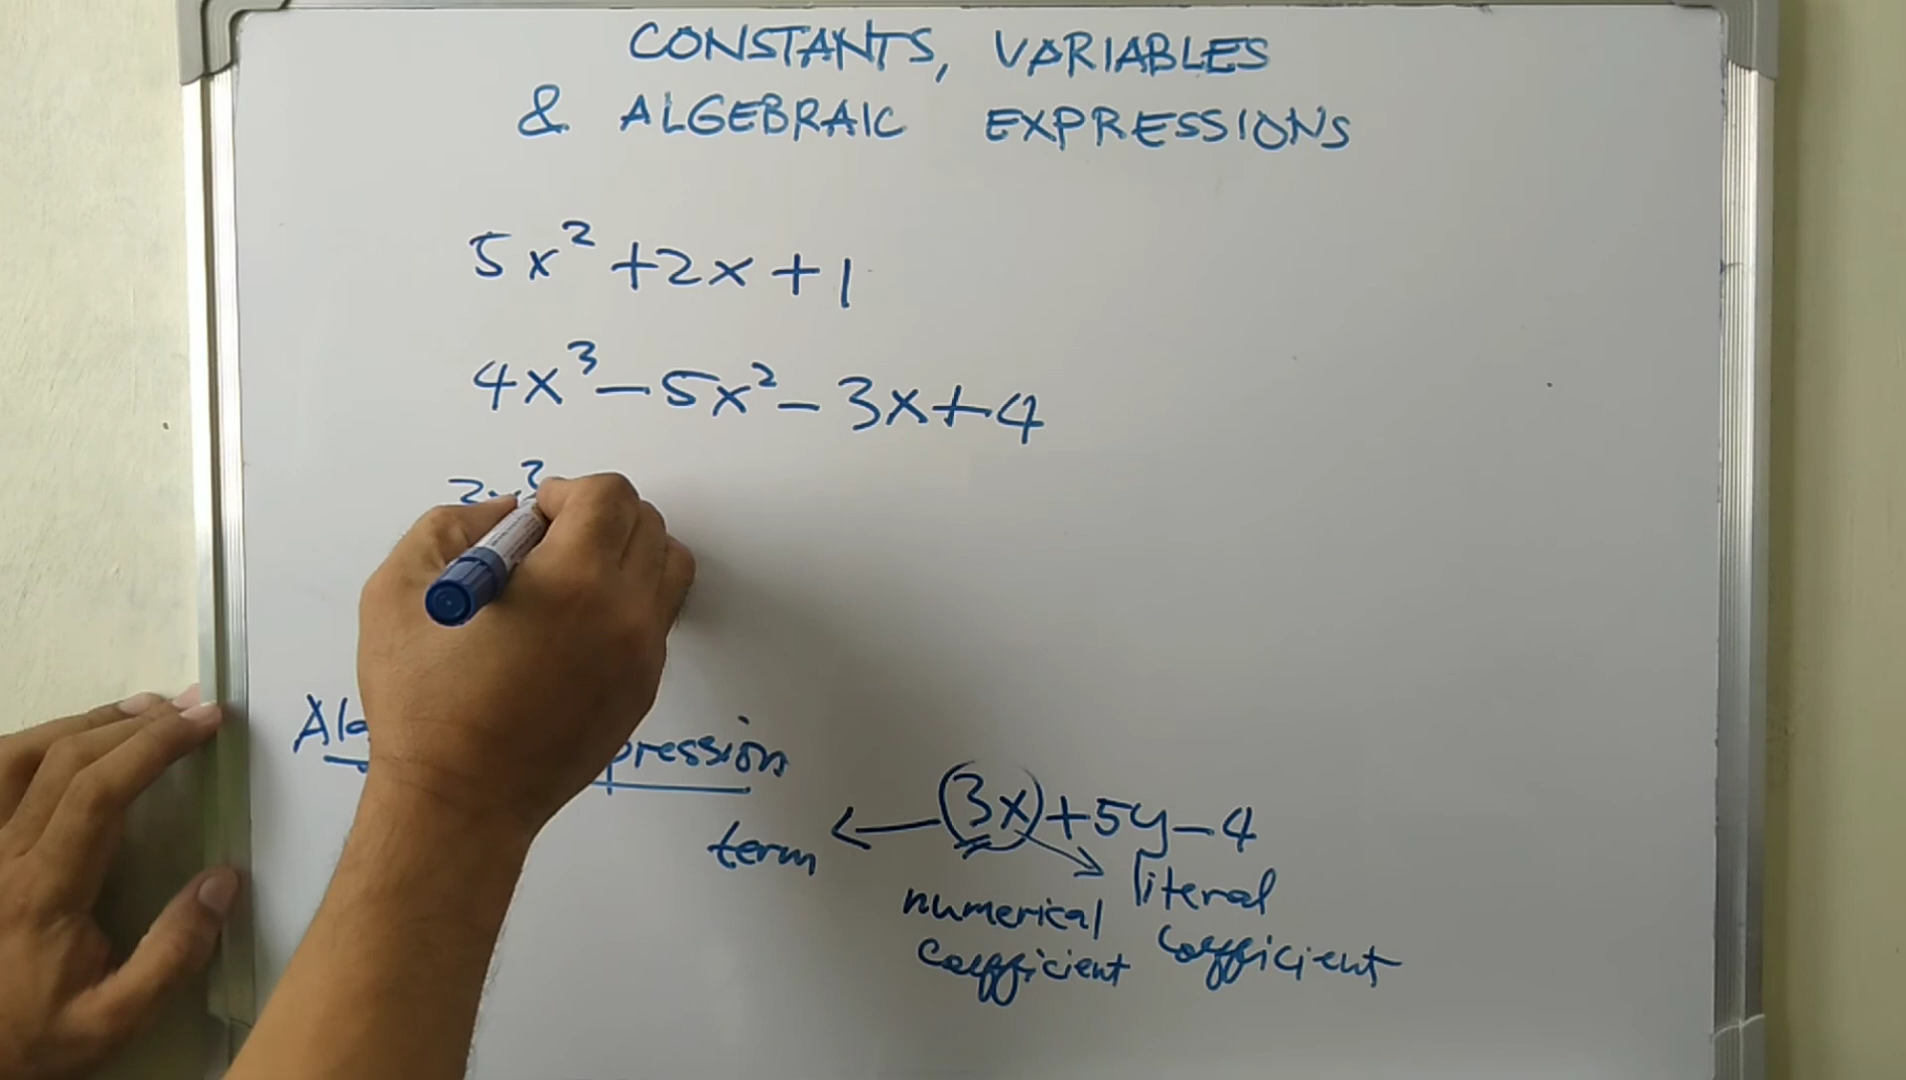 CONSTANTS, VARIABLES
& ALGEBRAIC EXPRESSIONS
5x² + 2x + 1
4x³ - 5x² - 3x + 4
pression
(3x) + 5y - 4
term
literal
numerical
coefficient
coefficient